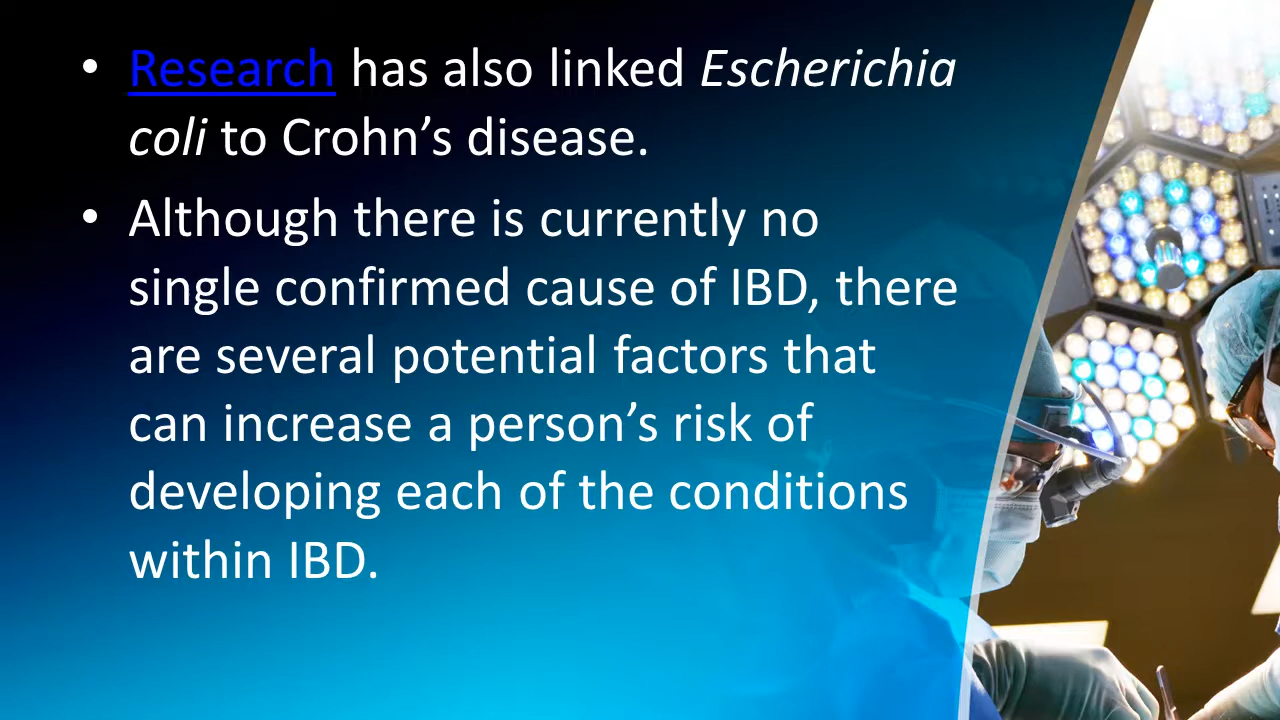 • Research has also linked Escherichia
coli to Crohn’s disease.
• Although there is currently no
single confirmed cause of IBD, there
are several potential factors that
can increase a person’s risk of
developing each of the conditions
within IBD.